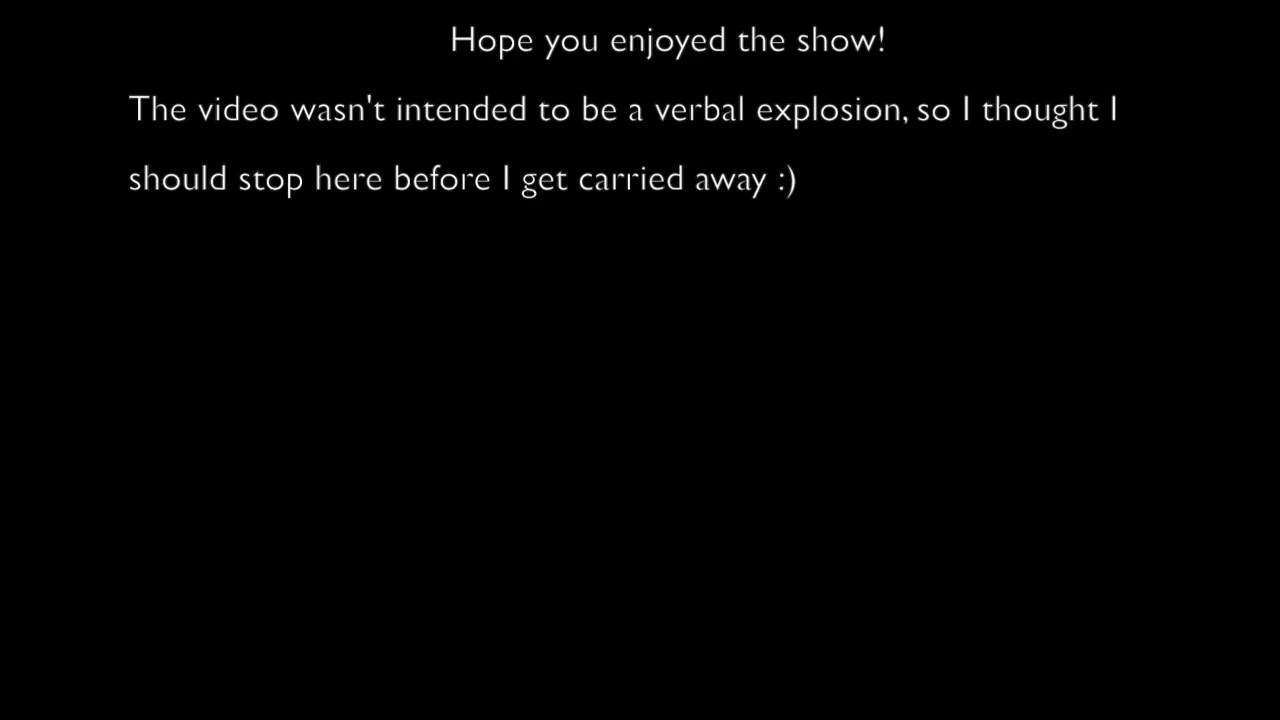 Hope you enjoyed the show!
The video wasn't intended to be a verbal explosion, so I thought I
should stop here before I get carried away :)